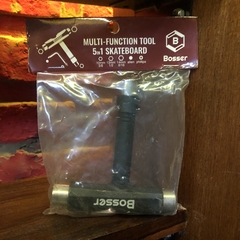 MULTI-FUNCTION TOOL
5in1 SKATEBOARD
B
Bosser
Bosser